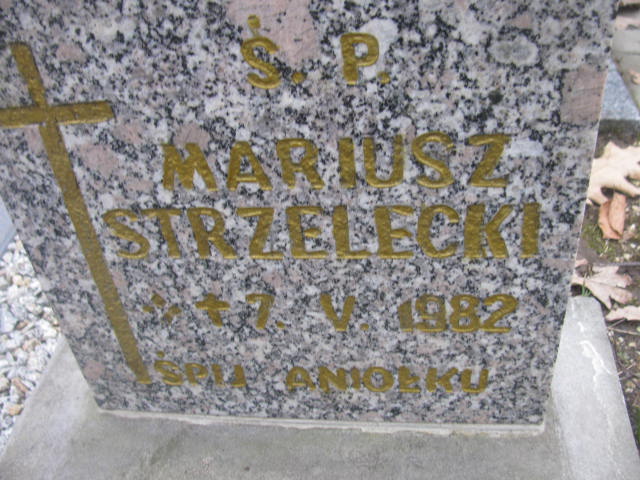 Ś. P.
MARIUSZ
STRZELECKI
* + 7. V. 1982
ŚPIJ ANIOŁKU